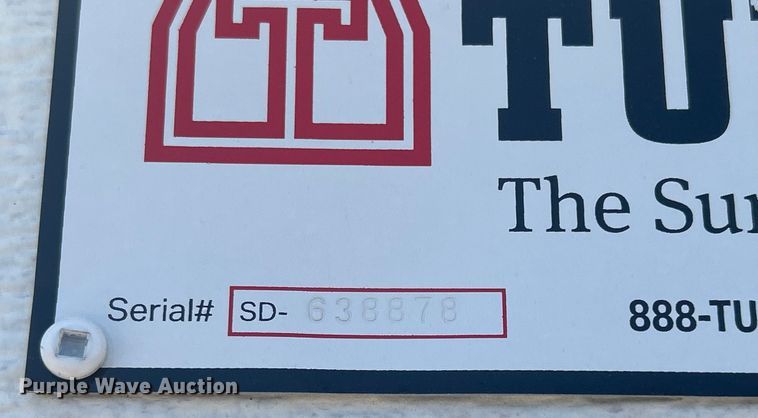 TU
The Su
Serial# SD- 638878
888-TU
Purple Wave Auction